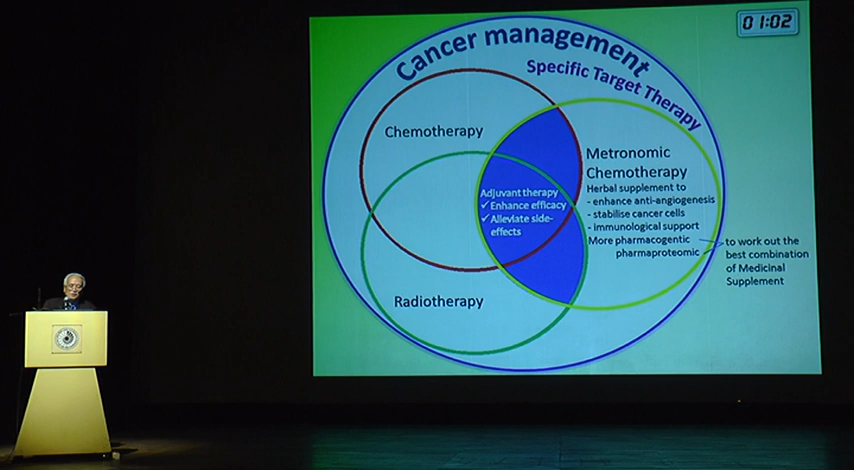 01:02
Cancer management
Specific Target Therapy
Chemotherapy
Metronomic
Chemotherapy
Herbal supplement to
- enhance anti-angiogenesis
- stabilise cancer cells
- immunological support
More pharmacogentic
pharmaproteomic
to work out the
best combination
of Medicinal
Supplement
Adjuvant therapy
✓ Enhance efficacy
✓ Alleviate side-
effects
Radiotherapy